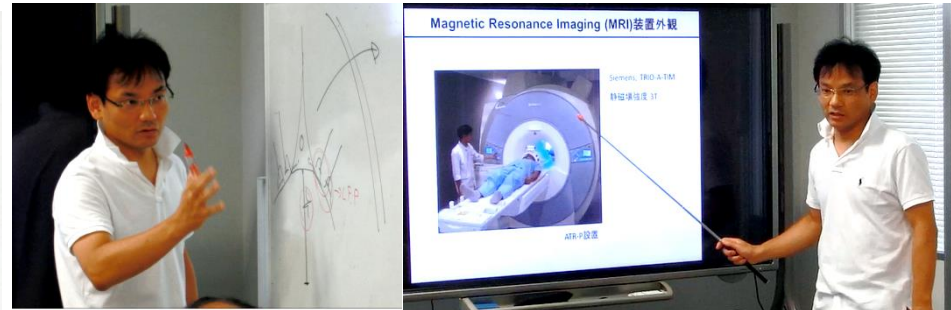 Magnetic Resonance Imaging (MRI)装置外観
Siemens, TRIO-A-TIM
静磁場強度 3T
ATR-P設置